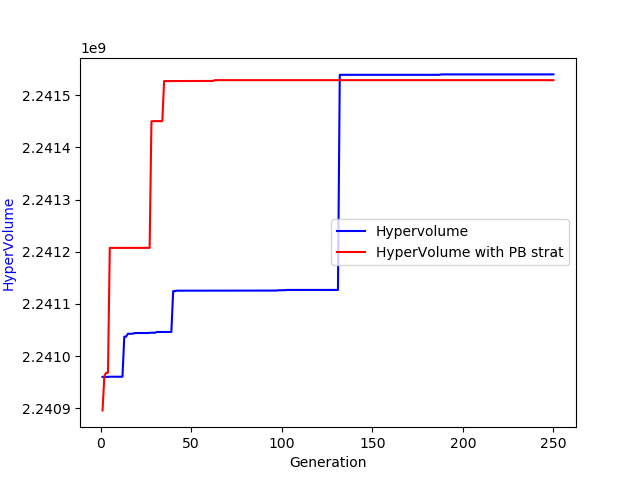 1e9
2.2415
2.2414
2.2413
2.2412
2.2411
2.2410
2.2409
HyperVolume
Hypervolume
HyperVolume with PB strat
0 50 100 150 200 250
Generation